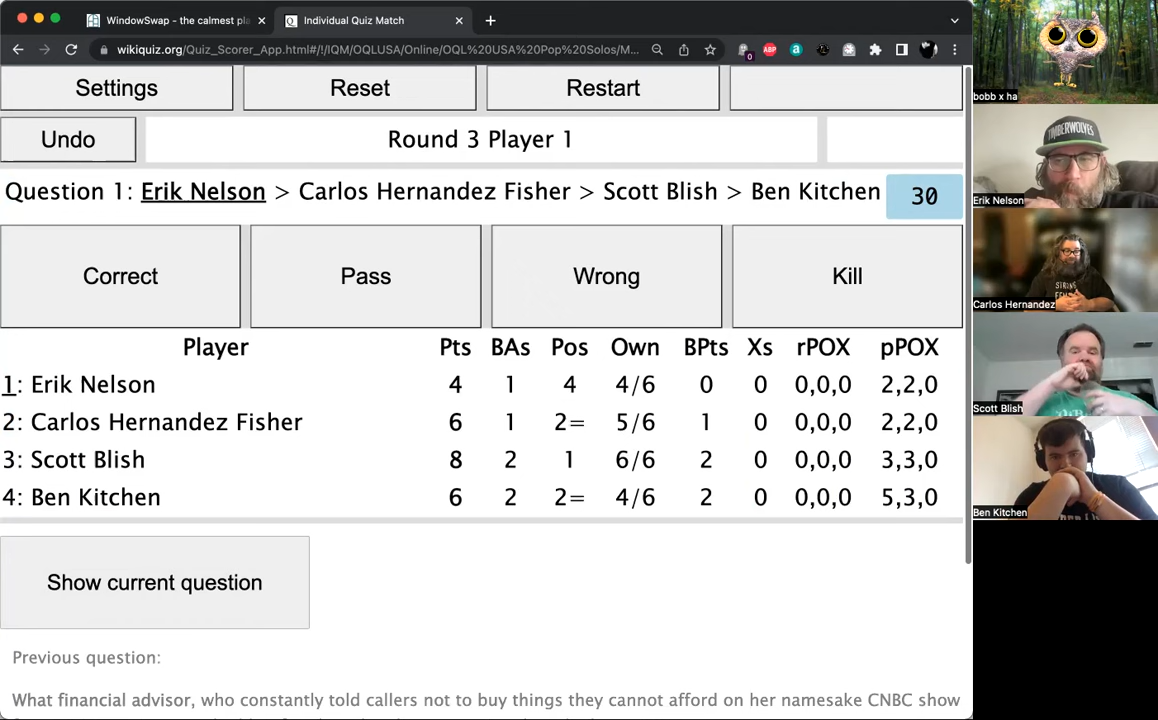 WindowSwap - the calmest pl
Individual Quiz Match
wikiquiz.org/Quiz_Scorer_App.html#/!/IQM/OQLUSA/Online/OQL%20USA%20Pop%20Solos/M...
0
ABP
a
Settings
Reset
Restart
Undo
Round 3 Player 1
Question 1: Erik Nelson > Carlos Hernandez Fisher > Scott Blish > Ben Kitchen
30
Correct
Pass
Wrong
Kill
Player Pts BAs Pos Own BPts Xs rPOX pPOX
1: Erik Nelson 4 1 4 4/6 0 0 0,0,0 2,2,0
2: Carlos Hernandez Fisher 6 1 2= 5/6 1 0 0,0,0 2,2,0
3: Scott Blish 8 2 1 6/6 2 0 0,0,0 3,3,0
4: Ben Kitchen 6 2 2= 4/6 2 0 0,0,0 5,3,0
Show current question
Previous question:
What financial advisor, who constantly told callers not to buy things they cannot afford on her namesake CNBC show
bobb x ha
TIMBERWOLVES
Erik Nelson
STRONG
Carlos Hernandez
Scott Blish
Ben Kitchen